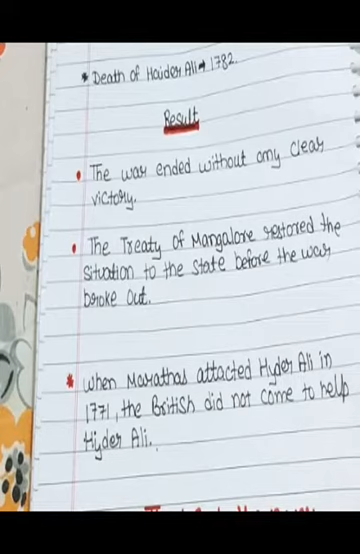 * Death of Haider Ali → 1782.
Result
• The war ended without any clear
victory.
• The Treaty of Mangalore restored the
situation to the state before the war
broke out.
* When Marathas attacted Hyder Ali in
1771, the British did not come to help
Hyder Ali.